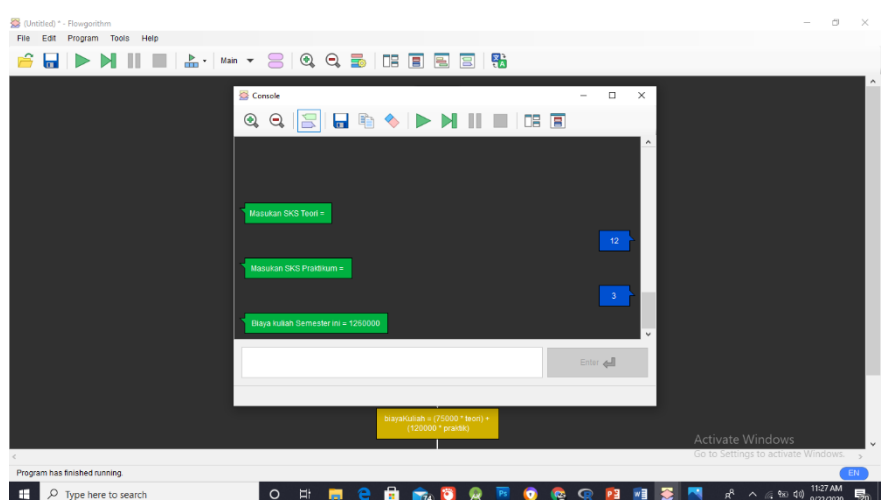 (Untitled) * - Flowgorithm
File Edit Program Tools Help
Main
Console
Masukan SKS Teori =
12
Masukan SKS Praktikum =
3
Biaya kuliah Semester ini = 1260000
Enter
biayaKuliah = (75000 * teori) +
(120000 * praktik)
Activate Windows
Go to Settings to activate Windows.
Program has finished running.
EN
Type here to search
74
11:27 AM